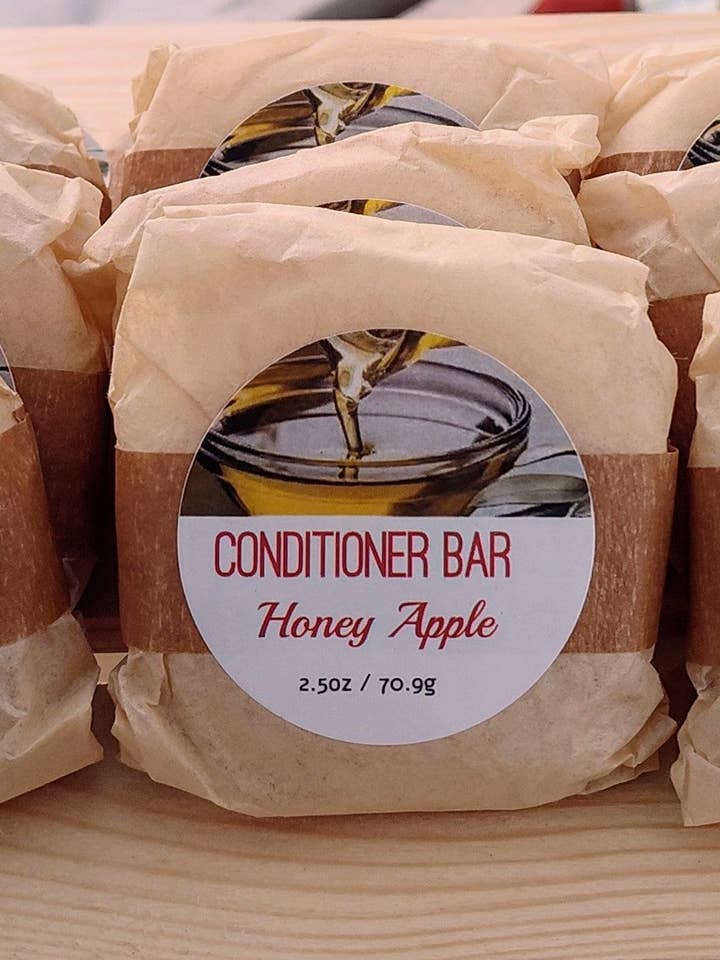 CONDITIONER BAR
Honey Apple
2.5oz / 70.9g